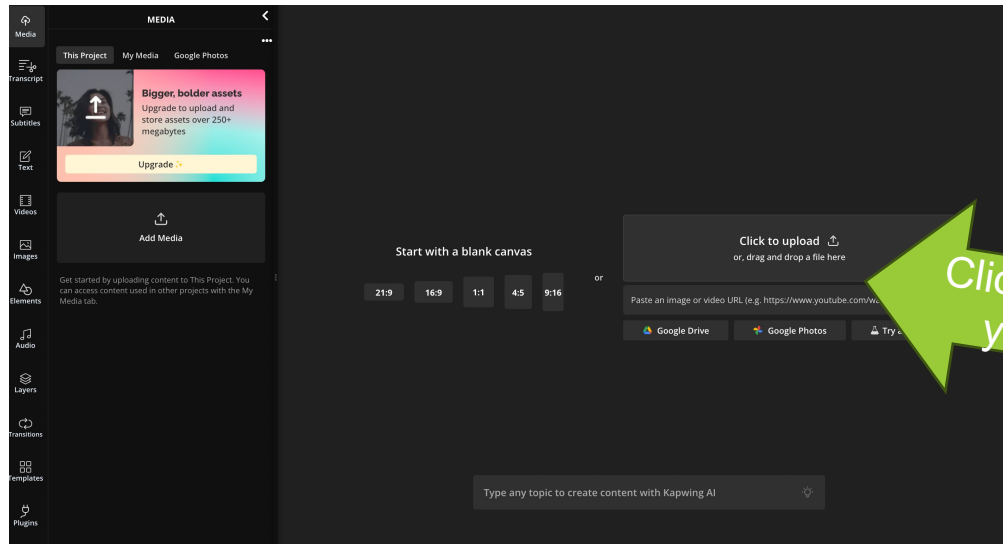 Media
Transcript
Subtitles
Text
Videos
Images
Elements
Audio
Layers
Transitions
Templates
Plugins
MEDIA
This Project My Media Google Photos
Bigger, bolder assets
Upgrade to upload and
store assets over 250+
megabytes
Upgrade ✨
Add Media
Get started by uploading content to This Project. You
can access content used in other projects with the My
Media tab.
Start with a blank canvas
21:9 16:9 1:1 4:5 9:16
or
Click to upload
or, drag and drop a file here
Paste an image or video URL (e.g. https://www.youtube.com/
Google Drive Google Photos Try
Type any topic to create content with Kapwing AI